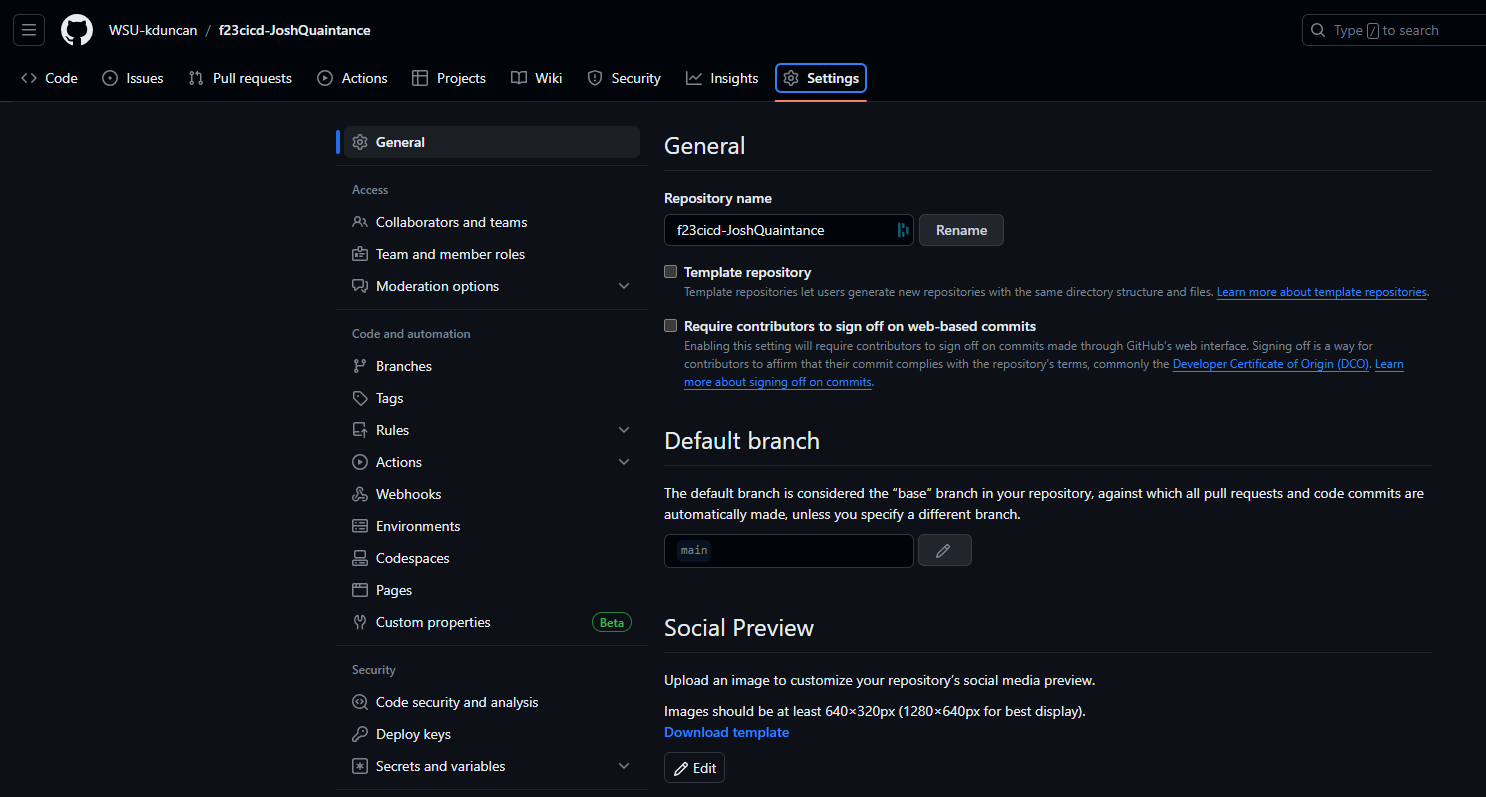 WSU-kduncan / f23cicd-JoshQuaintance
Type / to search
Code Issues Pull requests Actions Projects Wiki Security Insights Settings
General
Access
Collaborators and teams
Team and member roles
Moderation options
Code and automation
Branches
Tags
Rules
Actions
Webhooks
Environments
Codespaces
Pages
Custom properties Beta
Security
Code security and analysis
Deploy keys
Secrets and variables
General
Repository name
f23cicd-JoshQuaintance Rename
Template repository
Template repositories let users generate new repositories with the same directory structure and files. Learn more about template repositories.
Require contributors to sign off on web-based commits
Enabling this setting will require contributors to sign off on commits made through GitHub's web interface. Signing off is a way for
contributors to affirm that their commit complies with the repository's terms, commonly the Developer Certificate of Origin (DCO). Learn
more about signing off on commits.
Default branch
The default branch is considered the “base” branch in your repository, against which all pull requests and code commits are
automatically made, unless you specify a different branch.
main
Social Preview
Upload an image to customize your repository's social media preview.
Images should be at least 640×320px (1280×640px for best display).
Download template
Edit